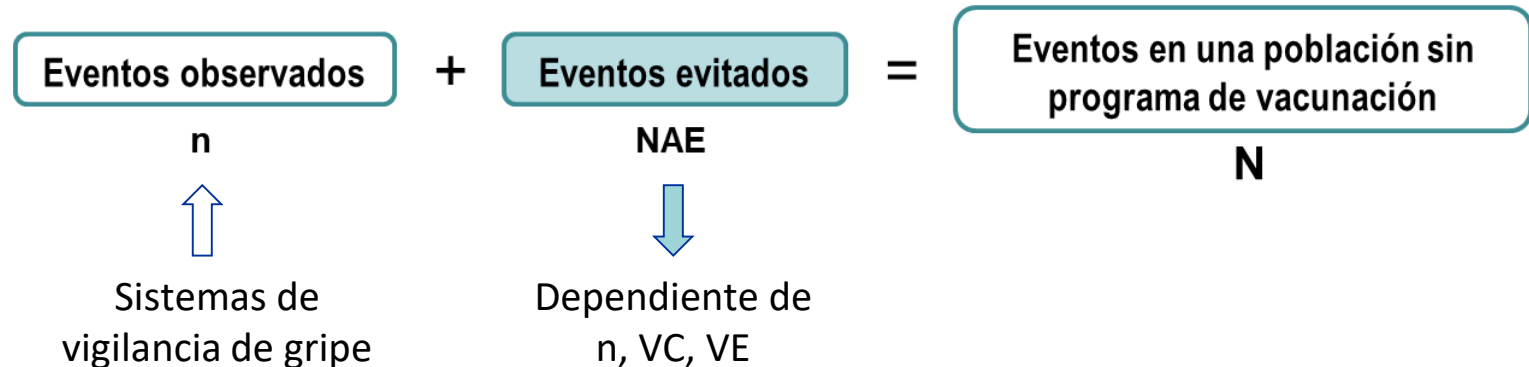 Eventos observados
+
Eventos evitados
=
Eventos en una población sin
programa de vacunación
n
NAE
N
Sistemas de
vigilancia de gripe
Dependiente de
n, VC, VE